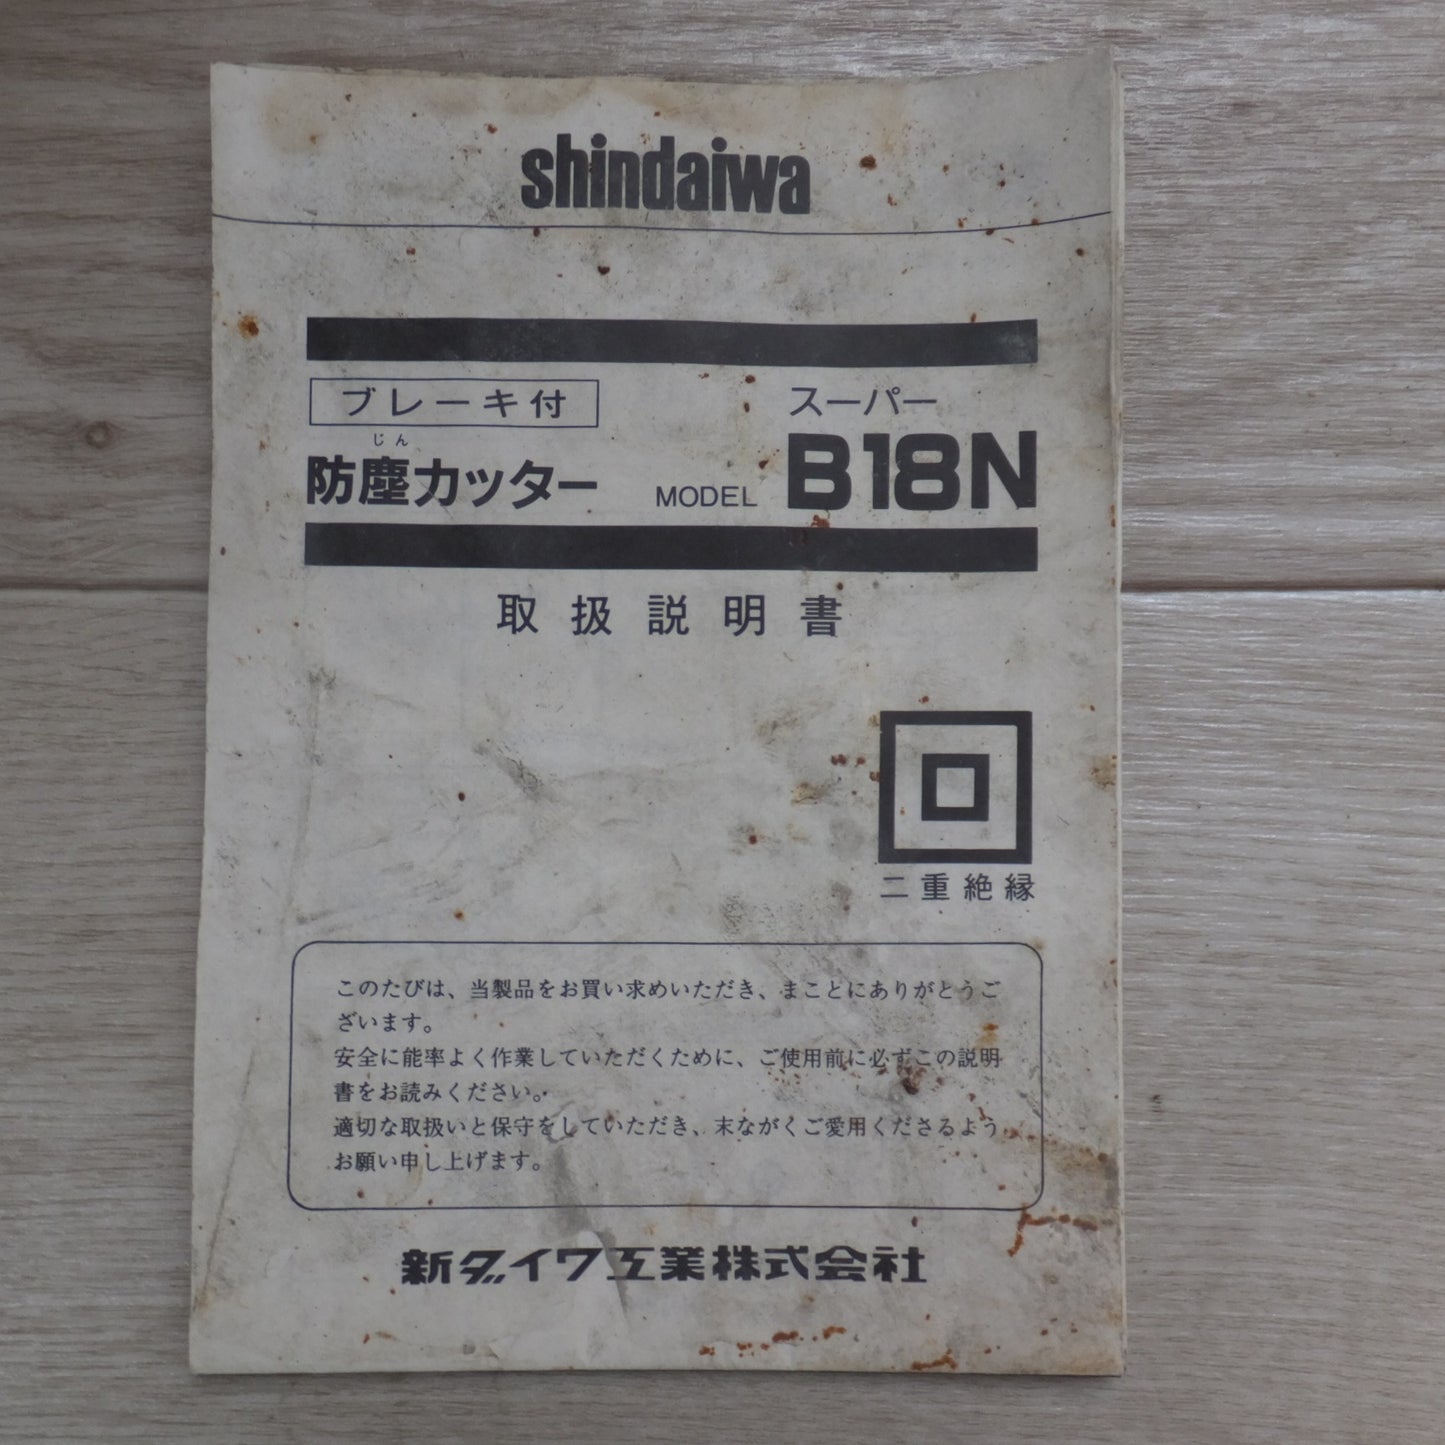 shindaiwa
ブレーキ付
スーパー
じん
防塵カッター MODEL B18N
取扱説明書
二重絶縁
このたびは、当製品をお買い求めいただき、まことにありがとうご
ざいます。
安全に能率よく作業していただくために、ご使用前に必ずこの説明
書をお読みください。
適切な取扱いと保守をしていただき、末ながくご愛用くださるよう
お願い申し上げます。
新ダイワ工業株式会社